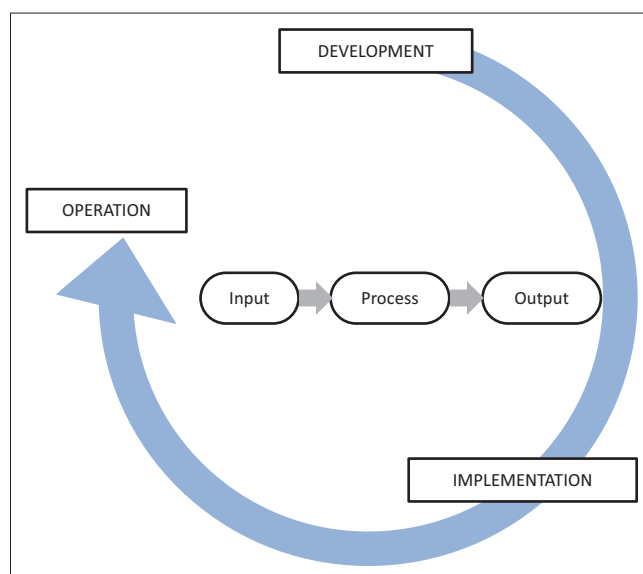 DEVELOPMENT
OPERATION
Input
Process
Output
IMPLEMENTATION